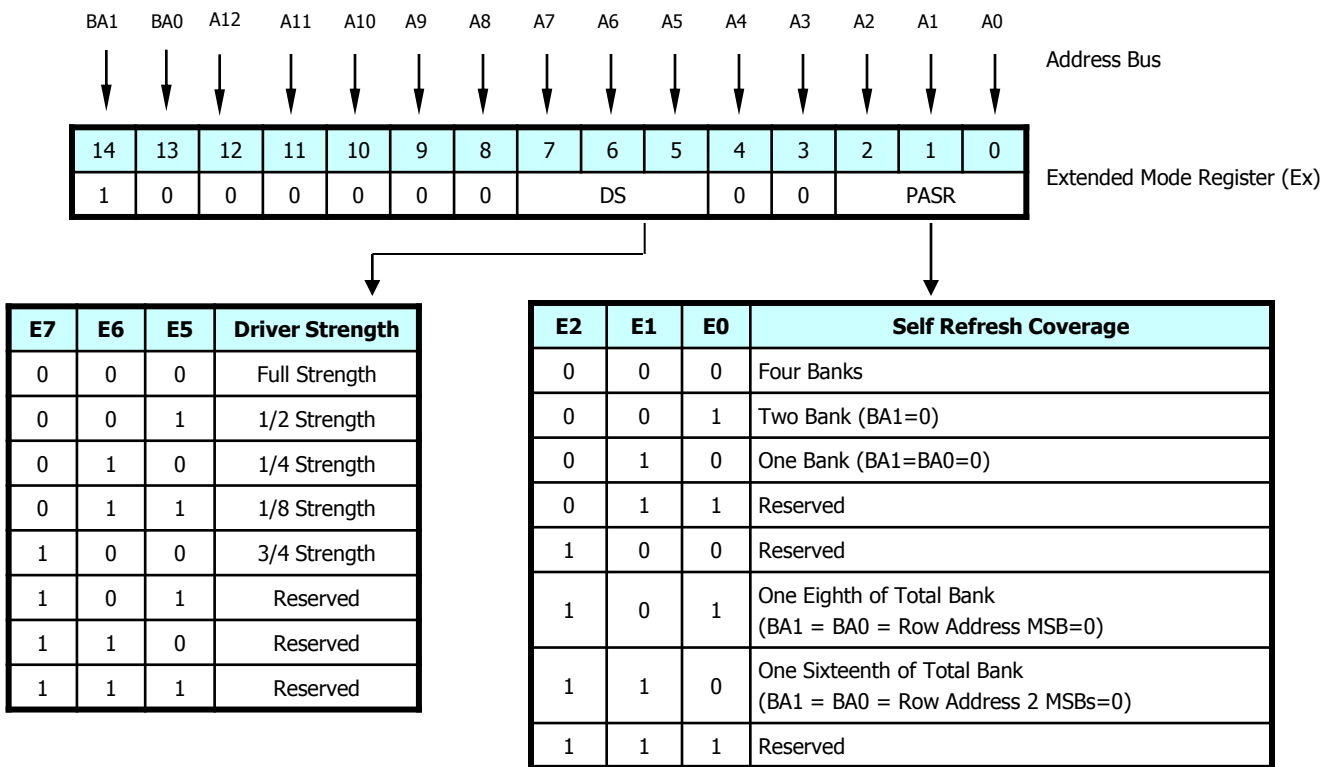 BA1 BA0 A12 A11 A10 A9 A8 A7 A6 A5 A4 A3 A2 A1 A0
Address Bus
14 13 12 11 10 9 8 7 6 5 4 3 2 1 0
1 0 0 0 0 0 0 DS 0 0 PASR
Extended Mode Register (Ex)
E7 E6 E5 Driver Strength
0 0 0 Full Strength
0 0 1 1/2 Strength
0 1 0 1/4 Strength
0 1 1 1/8 Strength
1 0 0 3/4 Strength
1 0 1 Reserved
1 1 0 Reserved
1 1 1 Reserved
E2 E1 E0 Self Refresh Coverage
0 0 0 Four Banks
0 0 1 Two Bank (BA1=0)
0 1 0 One Bank (BA1=BA0=0)
0 1 1 Reserved
1 0 0 Reserved
1 0 1 One Eighth of Total Bank
(BA1 = BA0 = Row Address MSB=0)
1 1 0 One Sixteenth of Total Bank
(BA1 = BA0 = Row Address 2 MSBs=0)
1 1 1 Reserved